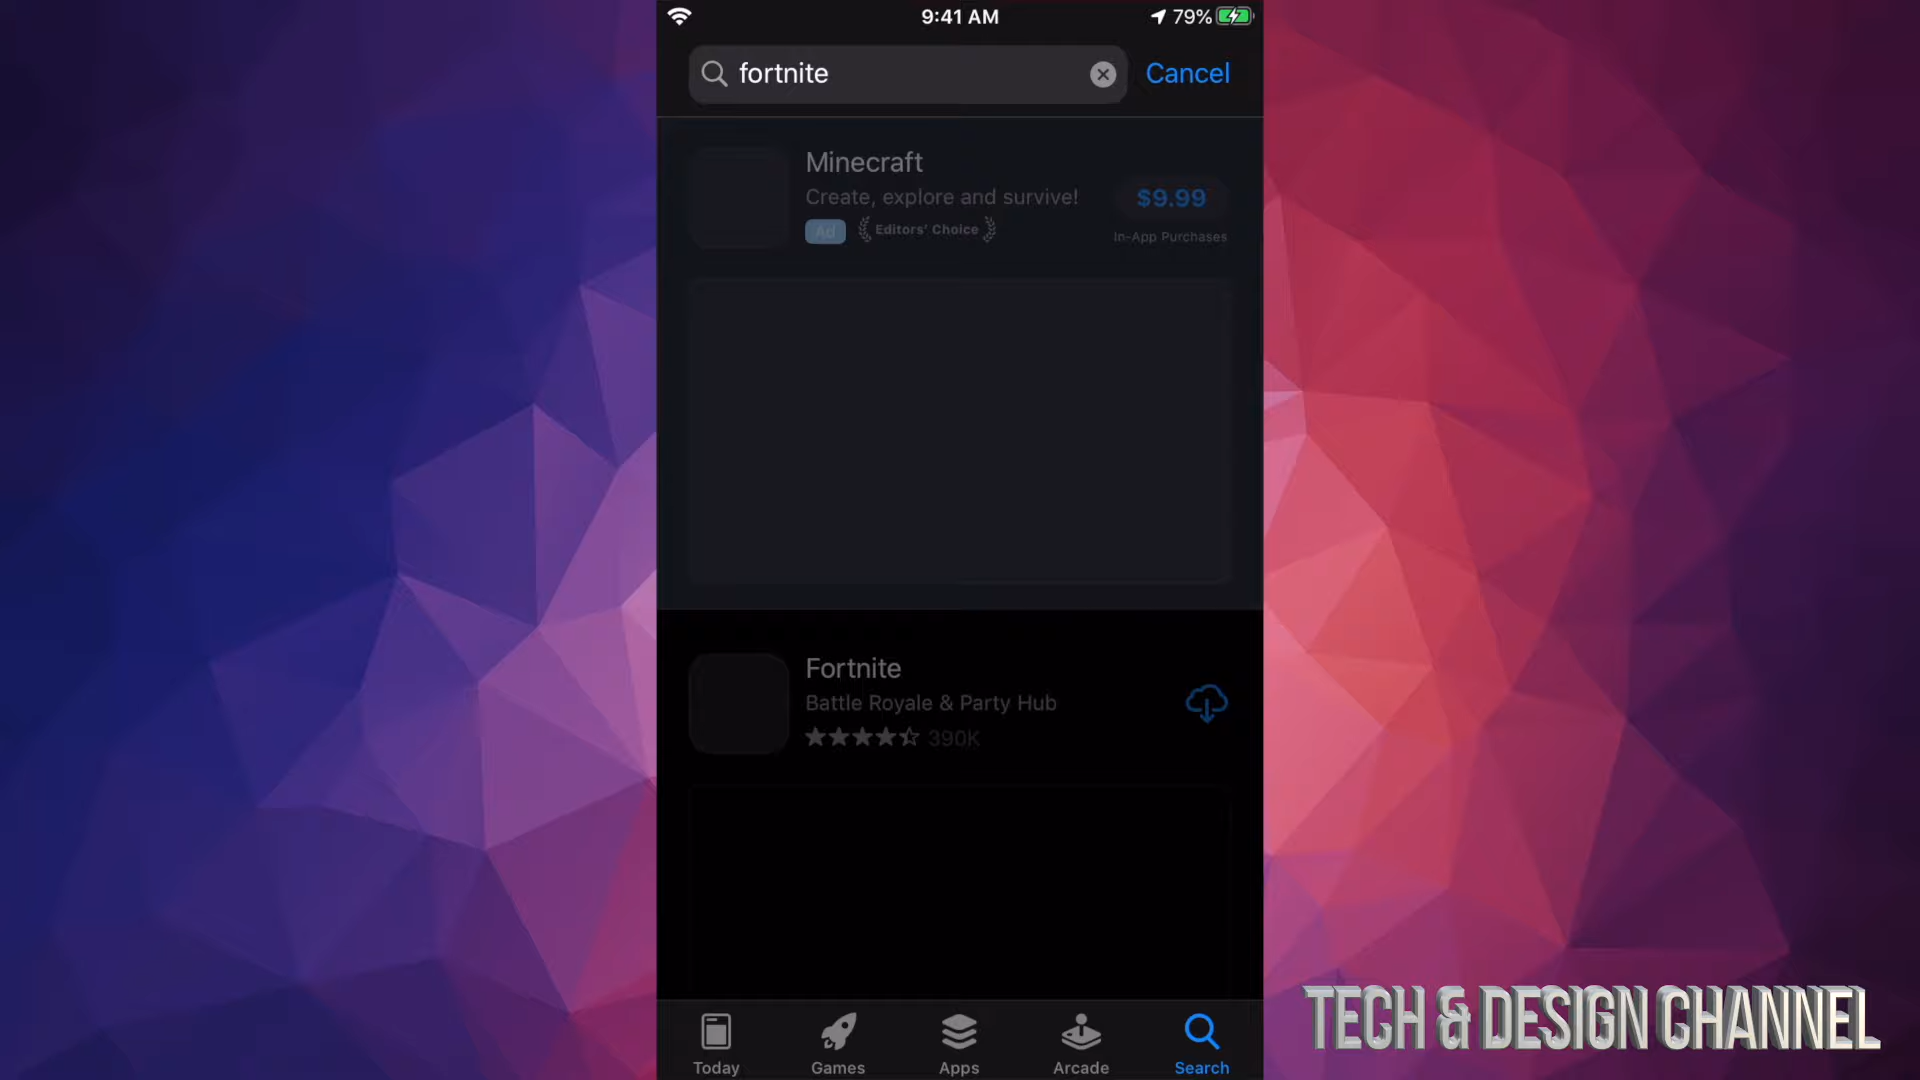 9:41 AM
79%
fortnite
Cancel
Minecraft
Create, explore and survive!
$9.99
Ad
Editors' Choice
In-App Purchases
Fortnite
Battle Royale & Party Hub
390K
Today
Games
Apps
Arcade
Search
TECH & DESIGN CHANNEL